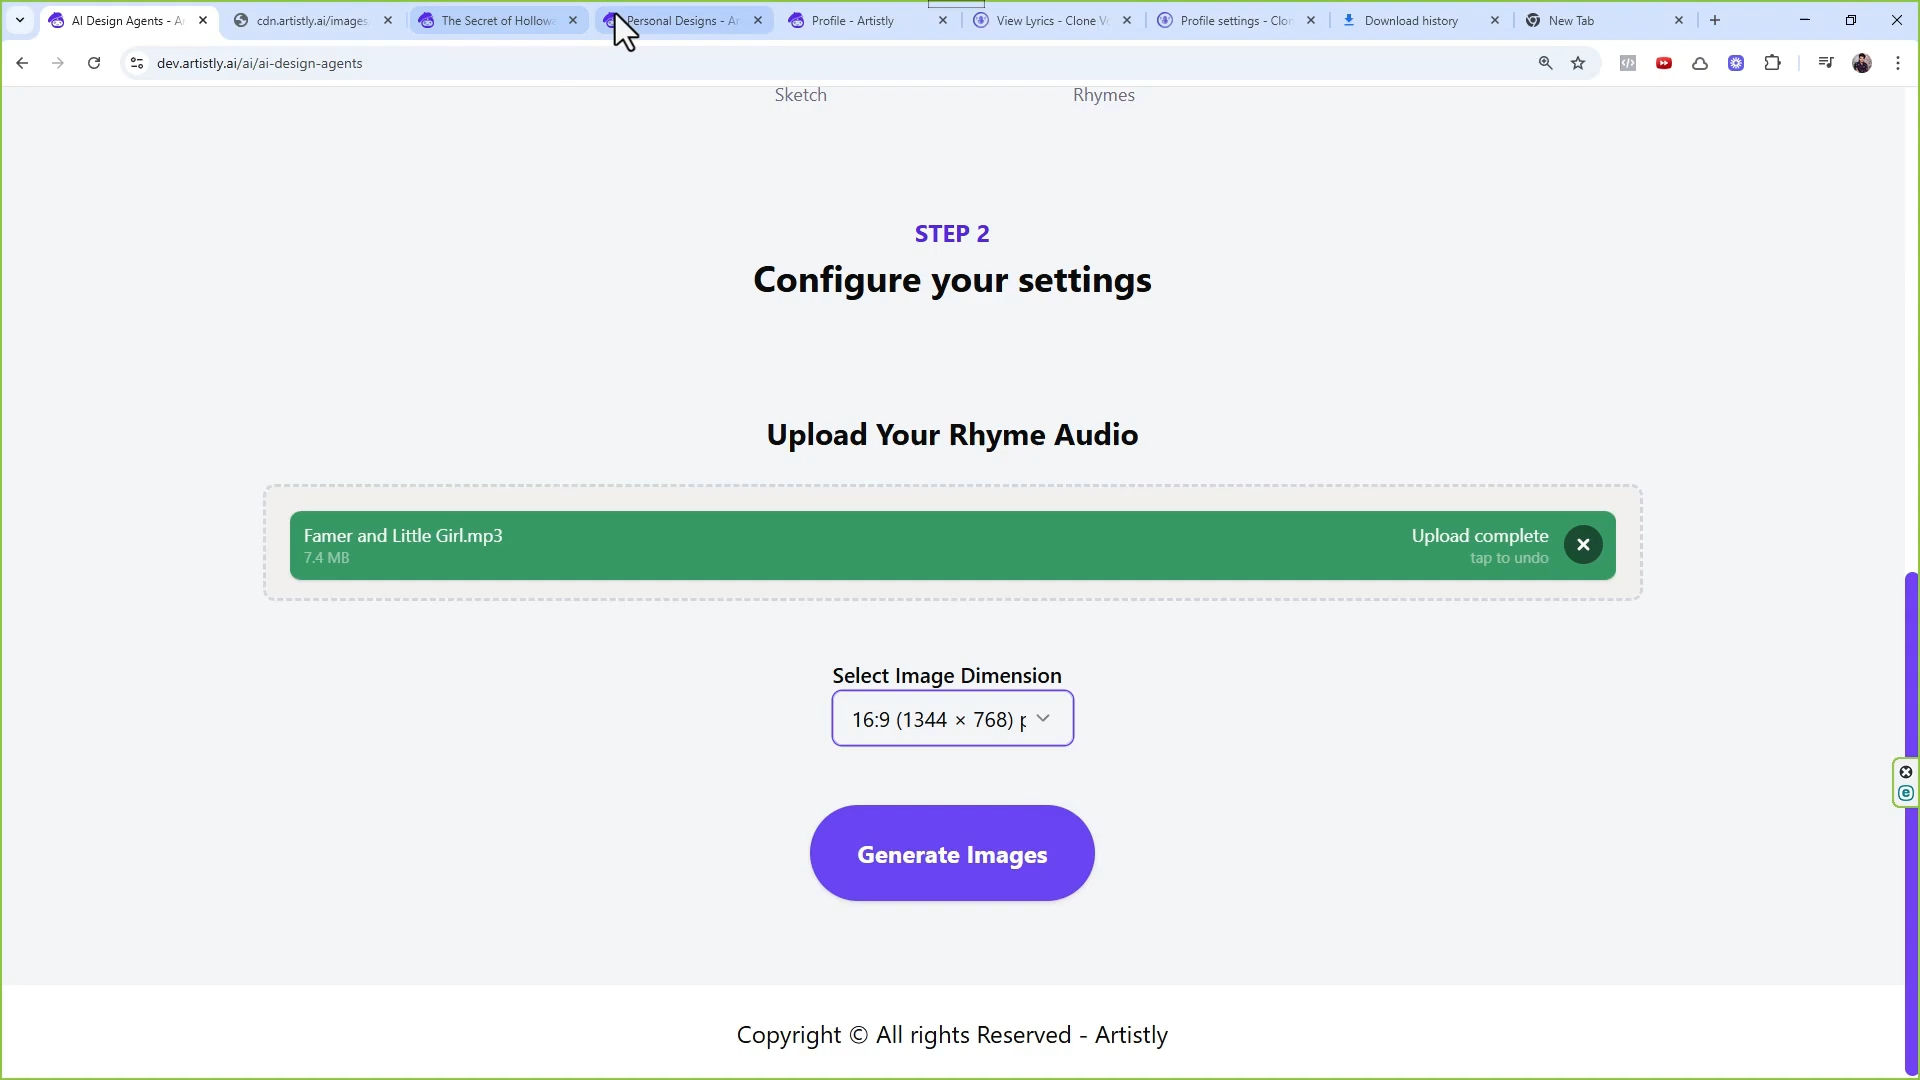 AI Design Agents - A
cdn.artistly.ai/images
The Secret of Hollow
Personal Designs - A
Profile - Artistly
View Lyrics - Clone V
Profile settings - Clon
Download history
New Tab
dev.artistly.ai/ai/ai-design-agents
Sketch
Rhymes
STEP 2
Configure your settings
Upload Your Rhyme Audio
Famer and Little Girl.mp3
7.4 MB
Upload complete
tap to undo
Select Image Dimension
16:9 (1344 × 768) p
Generate Images
Copyright © All rights Reserved - Artistly